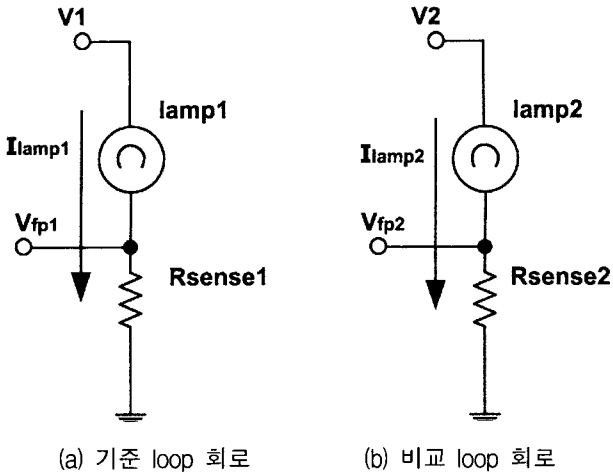 V1
lamp1
Ilamp1
Vfp1
Rsense1
(a) 기준 loop 회로
V2
lamp2
Ilamp2
Vfp2
Rsense2
(b) 비교 loop 회로